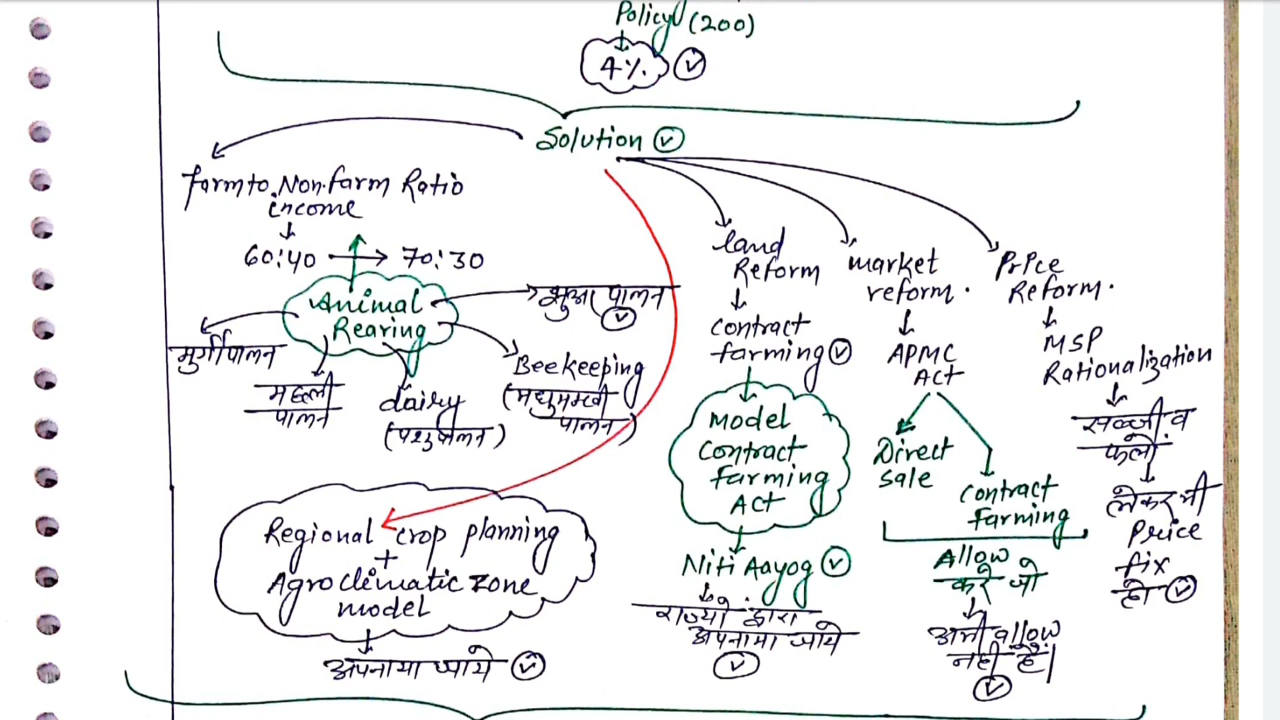 Policy (200)
4%
Solution
farm to Non-farm Ratio
income
60:40 → 70:30
Animal
Rearing
पालन
मुर्गीपालन
मछली
पालन
dairy
(पशुपालन)
Beekeeping
(मधुमक्खी
पालन)
Regional crop planning
+
Agroclimatic zone
model
अपनाया जाये
land
Reform
contract
farming
Model
Contract
farming
Act
Niti Aayog
राज्यो द्वारा
अपनाया जाये
market
reform.
APMC
ACT
Direct
Sale
Contract
farming
Allow
करे जो
अभी allow
नही है।
Price
Reform.
MSP
Rationalization
सब्जी व
फलो
लेकर भी
Price
fix
हो